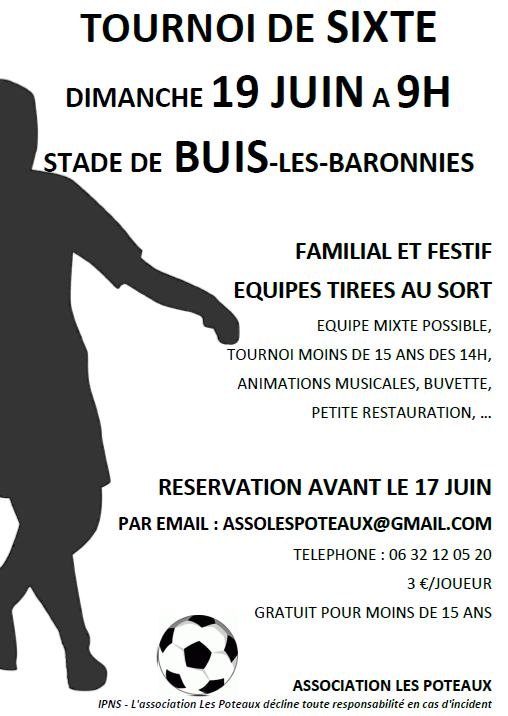 TOURNOI DE SIXTE
DIMANCHE 19 JUIN A 9H
STADE DE BUIS-LES-BARONNIES
FAMILIAL ET FESTIF
EQUIPES TIREES AU SORT
EQUIPE MIXTE POSSIBLE,
TOURNOI MOINS DE 15 ANS DES 14H,
ANIMATIONS MUSICALES, BUVETTE,
PETITE RESTAURATION, ...
RESERVATION AVANT LE 17 JUIN
PAR EMAIL : ASSOLESPOTEAUX@GMAIL.COM
TELEPHONE : 06 32 12 05 20
3 €/JOUEUR
GRATUIT POUR MOINS DE 15 ANS
ASSOCIATION LES POTEAUX
IPNS - L'association Les Poteaux décline toute responsabilité en cas d'incident